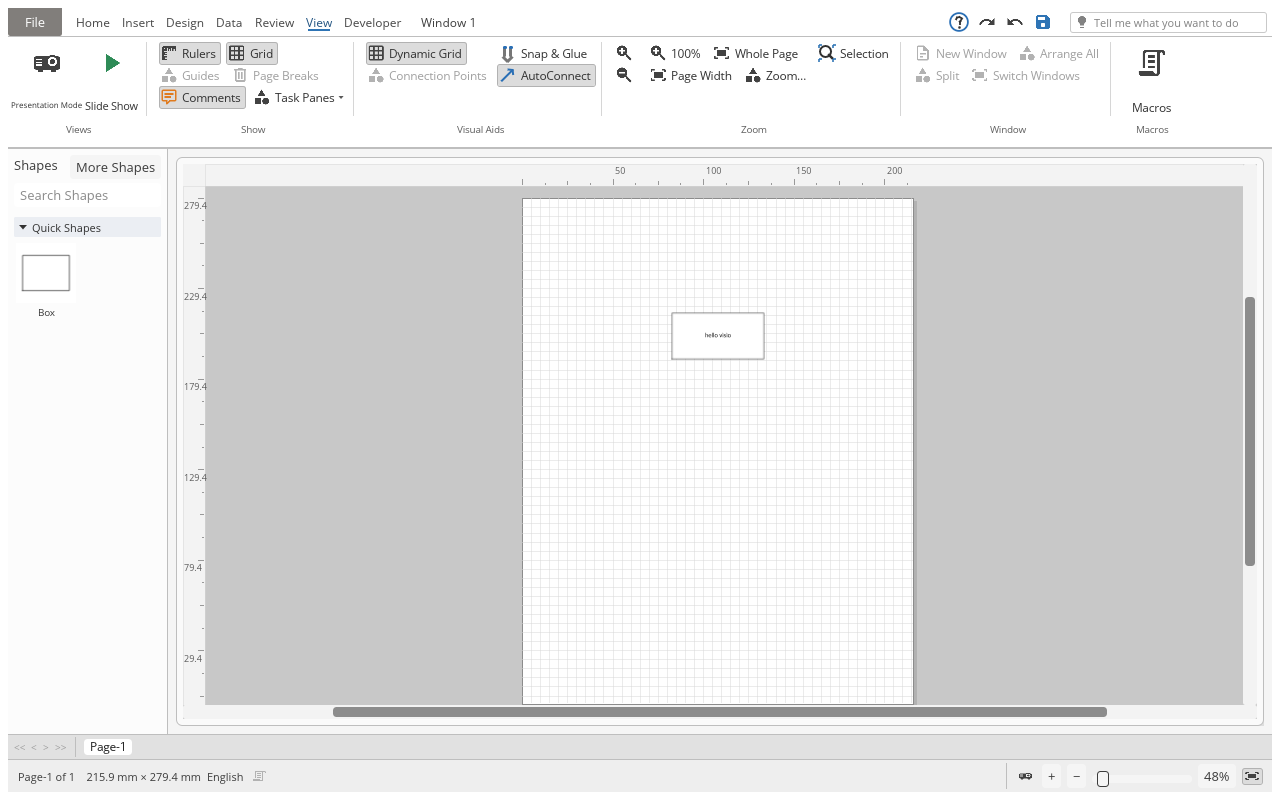 File Home Insert Design Data Review View Developer Window 1
Tell me what you want to do
Rulers Grid Dynamic Grid Snap & Glue 100% Whole Page Selection New Window Arrange All
Guides Page Breaks Connection Points AutoConnect Page Width Zoom... Split Switch Windows
Presentation Mode Slide Show Comments Task Panes Macros
Views Show Visual Aids Zoom Window Macros
Shapes More Shapes
Search Shapes
Quick Shapes
Box
50 100 150 200
279.4
229.4
179.4
129.4
79.4
29.4
hello visio
<< < > >> Page-1
Page-1 of 1 215.9 mm × 279.4 mm English + − 48%